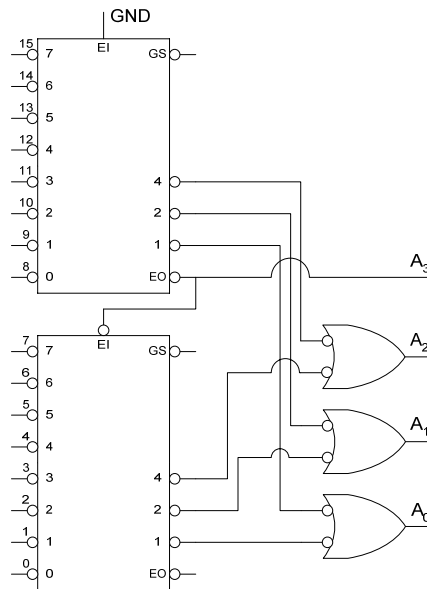 GND
EI
15 7 GS
14 6
13 5
12 4
11 3 4
10 2 2
9 1 1
8 0 EO A3
EI
7 7 GS
A2
6 6
5 5
4 4
A1
3 3 4
2 2 2
A0
1 1 1
0 0 EO